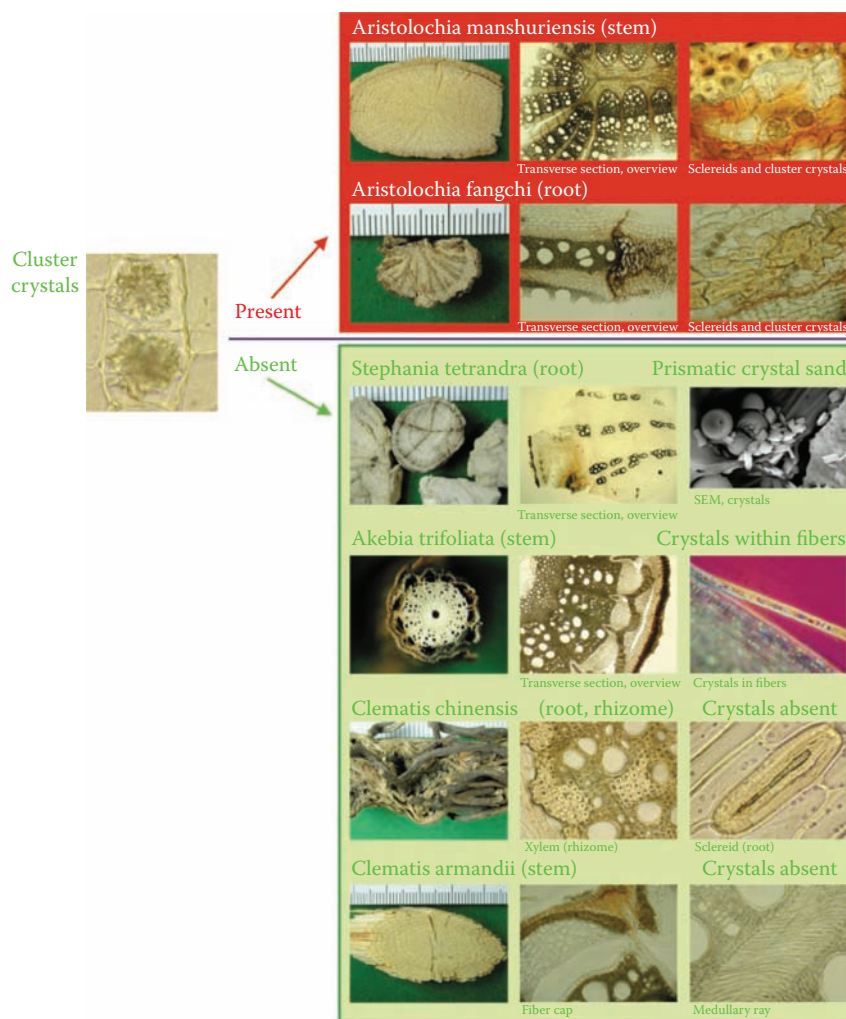 Aristolochia manshuriensis (stem)
Transverse section, overview
Sclereids and cluster crystals
Aristolochia fangchi (root)
Transverse section, overview
Sclereids and cluster crystals
Cluster
crystals
Present
Absent
Stephania tetrandra (root)
Prismatic crystal sand
Transverse section, overview
SEM, crystals
Akebia trifoliata (stem)
Crystals within fibers
Transverse section, overview
Crystals in fibers
Clematis chinensis (root, rhizome)
Crystals absent
Xylem (rhizome)
Sclereid (root)
Clematis armandii (stem)
Crystals absent
Fiber cap
Medullary ray